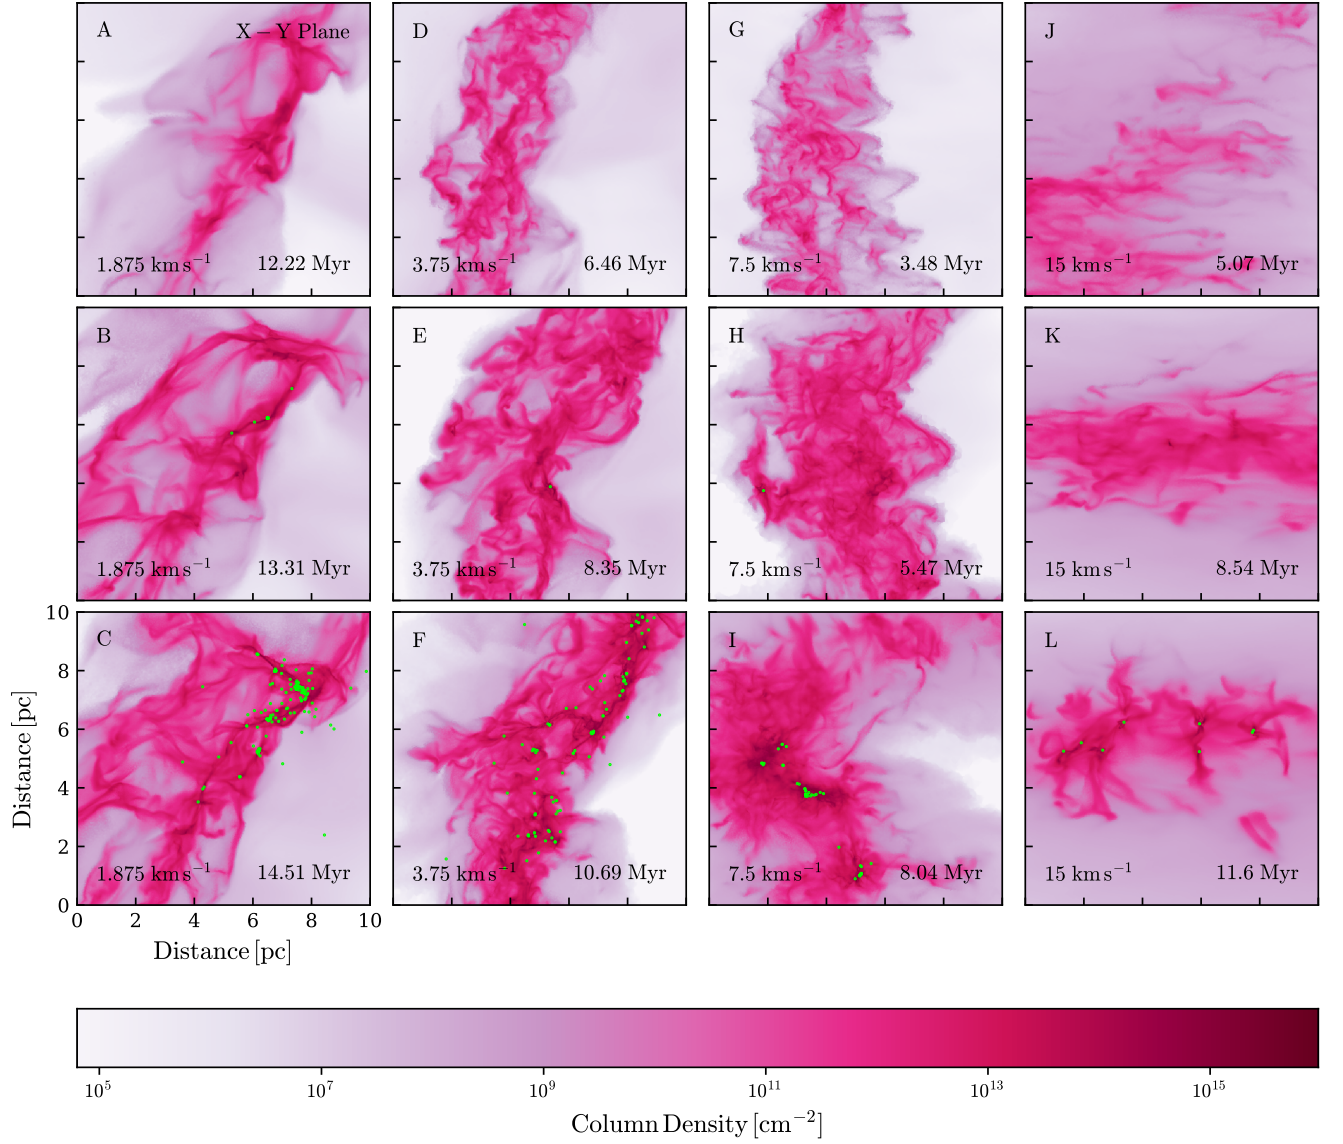 A X − Y Plane
1.875 km s⁻¹ 12.22 Myr
D
3.75 km s⁻¹ 6.46 Myr
G
7.5 km s⁻¹ 3.48 Myr
J
15 km s⁻¹ 5.07 Myr
B
1.875 km s⁻¹ 13.31 Myr
E
3.75 km s⁻¹ 8.35 Myr
H
7.5 km s⁻¹ 5.47 Myr
K
15 km s⁻¹ 8.54 Myr
C
1.875 km s⁻¹ 14.51 Myr
F
3.75 km s⁻¹ 10.69 Myr
I
7.5 km s⁻¹ 8.04 Myr
L
15 km s⁻¹ 11.6 Myr
10
8
6
4
2
0
Distance [pc]
0 2 4 6 8 10
Distance [pc]
10⁵ 10⁷ 10⁹ 10¹¹ 10¹³ 10¹⁵
Column Density [cm⁻²]